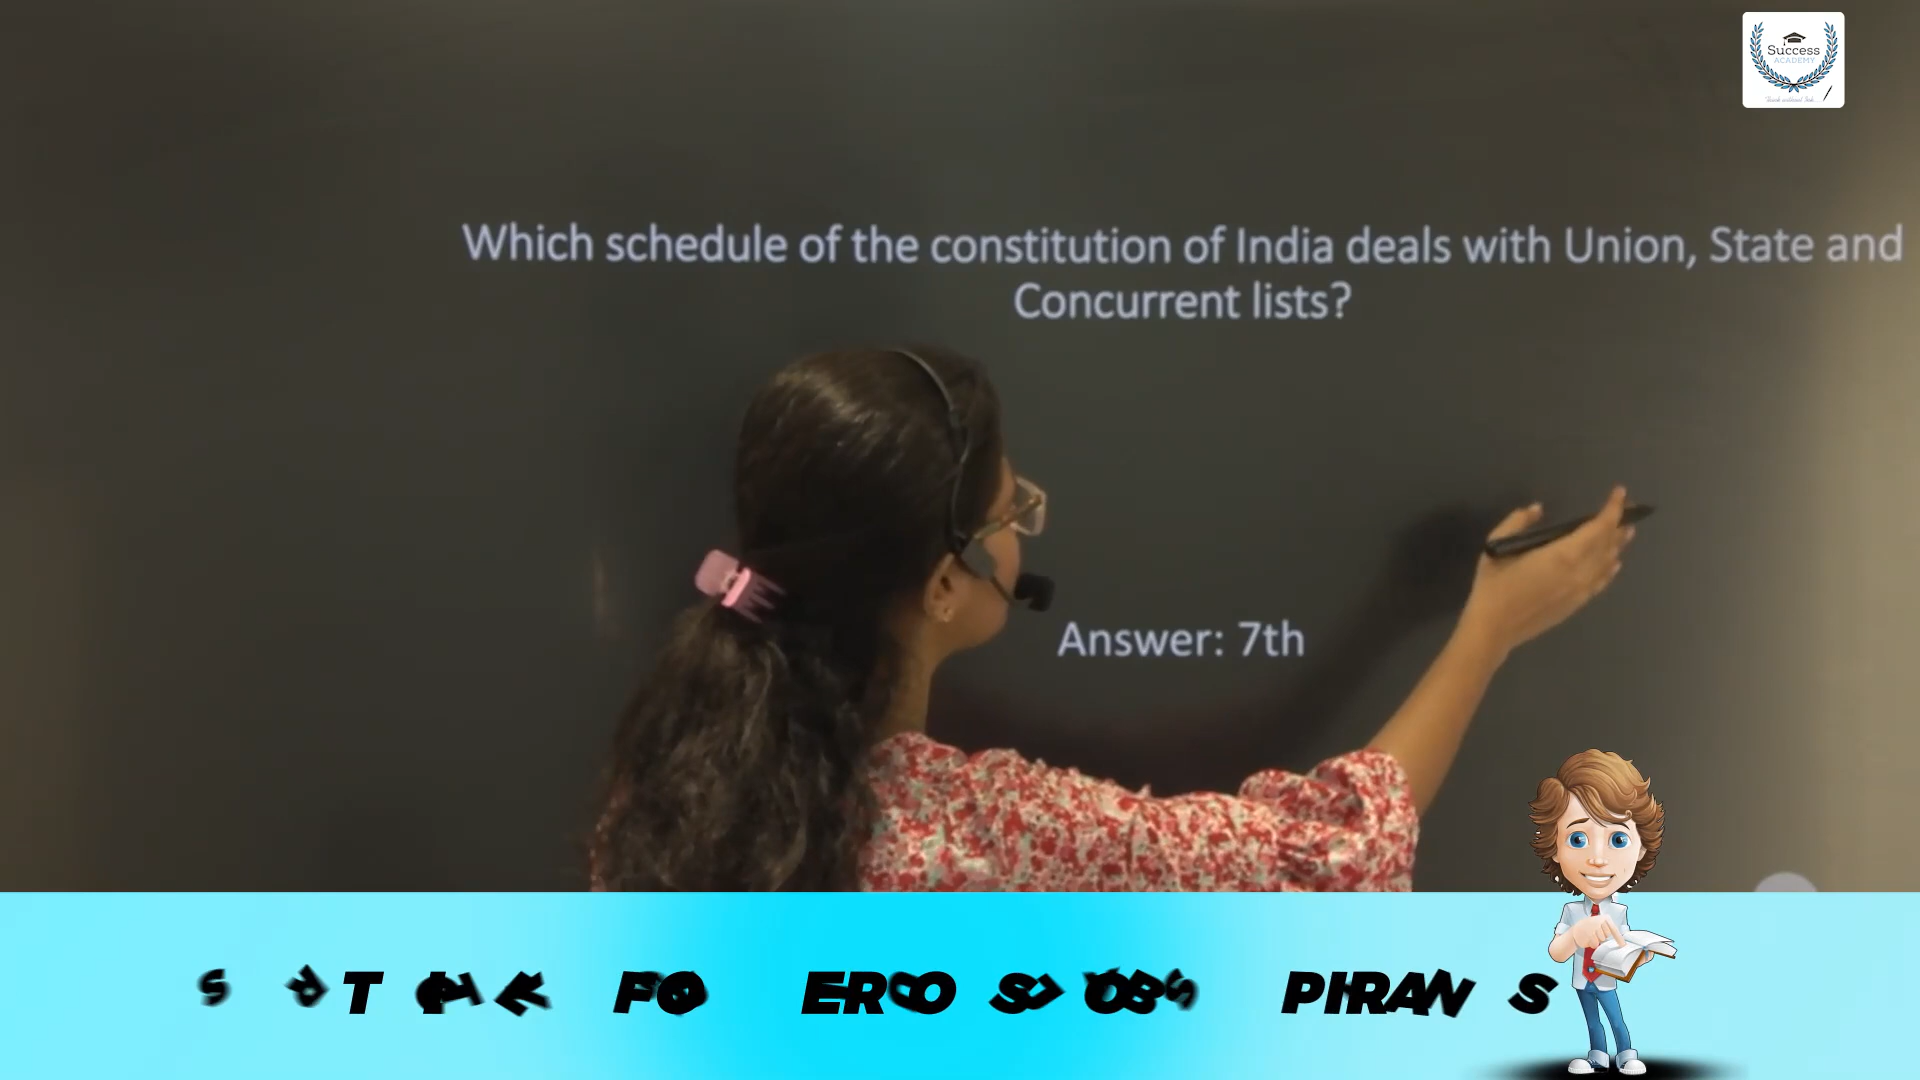 Success
ACADEMY
Which schedule of the constitution of India deals with Union, State and
Concurrent lists?
Answer: 7th